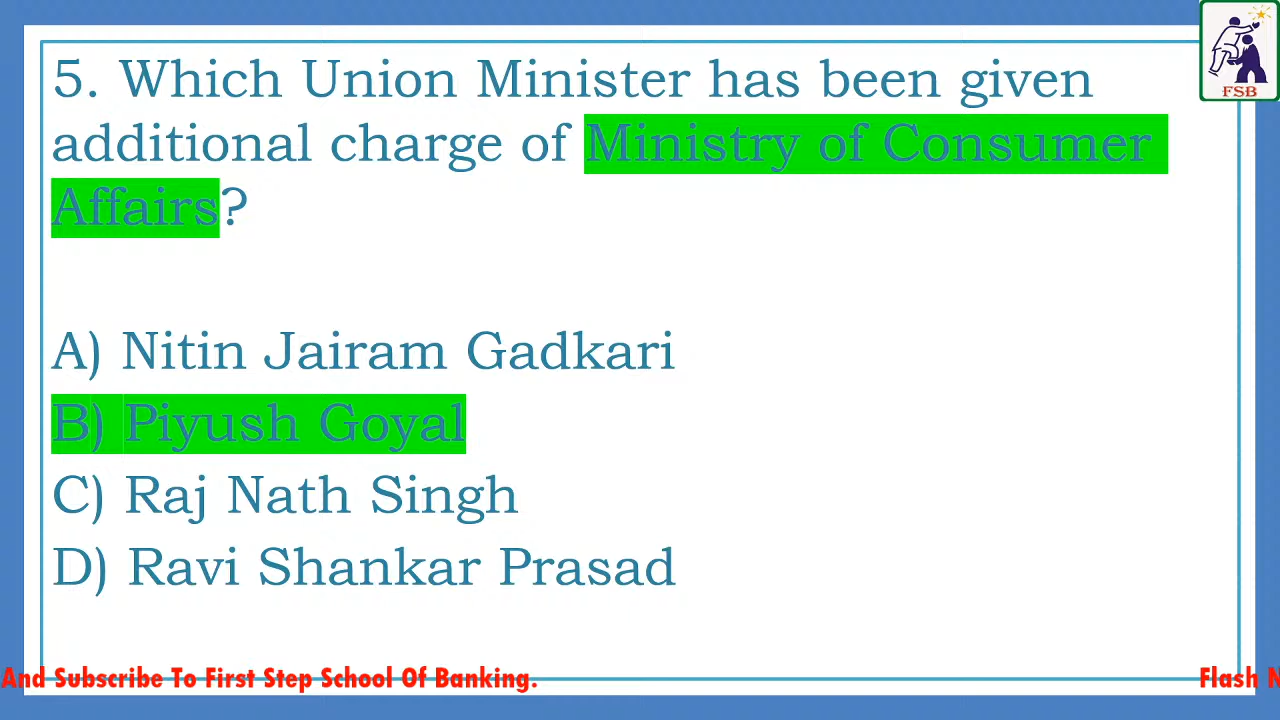 5. Which Union Minister has been given
additional charge of Ministry of Consumer
Affairs?
A) Nitin Jairam Gadkari
B) Piyush Goyal
C) Raj Nath Singh
D) Ravi Shankar Prasad
FSB
And Subscribe To First Step School Of Banking. Flash